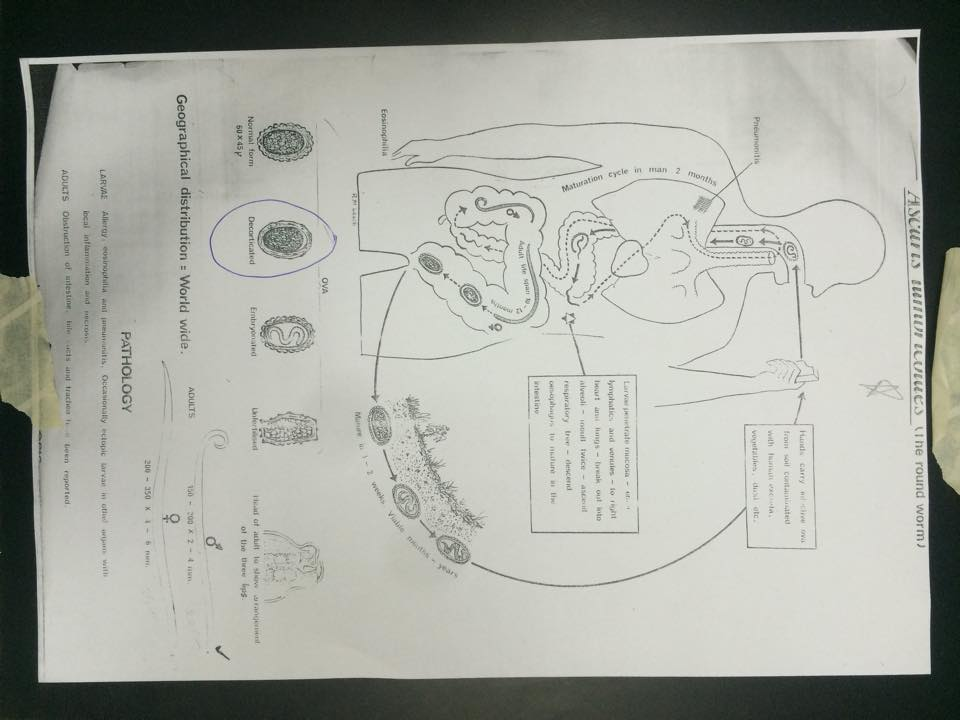 Ascaris lumbricoides (The round worm)
Pneumonitis
Hands carry infective ova
from soil contaminated
with human excreta,
vegetables, dust etc.
Maturation cycle in man 2 months
Larvae penetrate mucosa -
lymphatics and venules - to right
heart and lungs - break out into
alveoli - moult twice - ascend
respiratory tree - descend
oesophagus to mature in the
intestine
Adult life span 10-12 months
♂
♀
Eosinophilia
Mature in 1 - 3 weeks Viable months - years
OVA
Normal form
60 X 45 µ
Decorticated
Embryonated
Unfertilised
Head of adult to show arrangement
of the three lips.
Geographical distribution = World wide.
ADULTS
♂
150 - 200 X 2 - 4 mm.
♀
200 - 350 X 4 - 6 mm.
PATHOLOGY
LARVAE Allergy, eosinophilia and pneumonitis. Occasionally ectopic larvae in other organs with
local inflammation and necrosis.
ADULTS Obstruction of intestine, bile ducts and trachea have been reported.